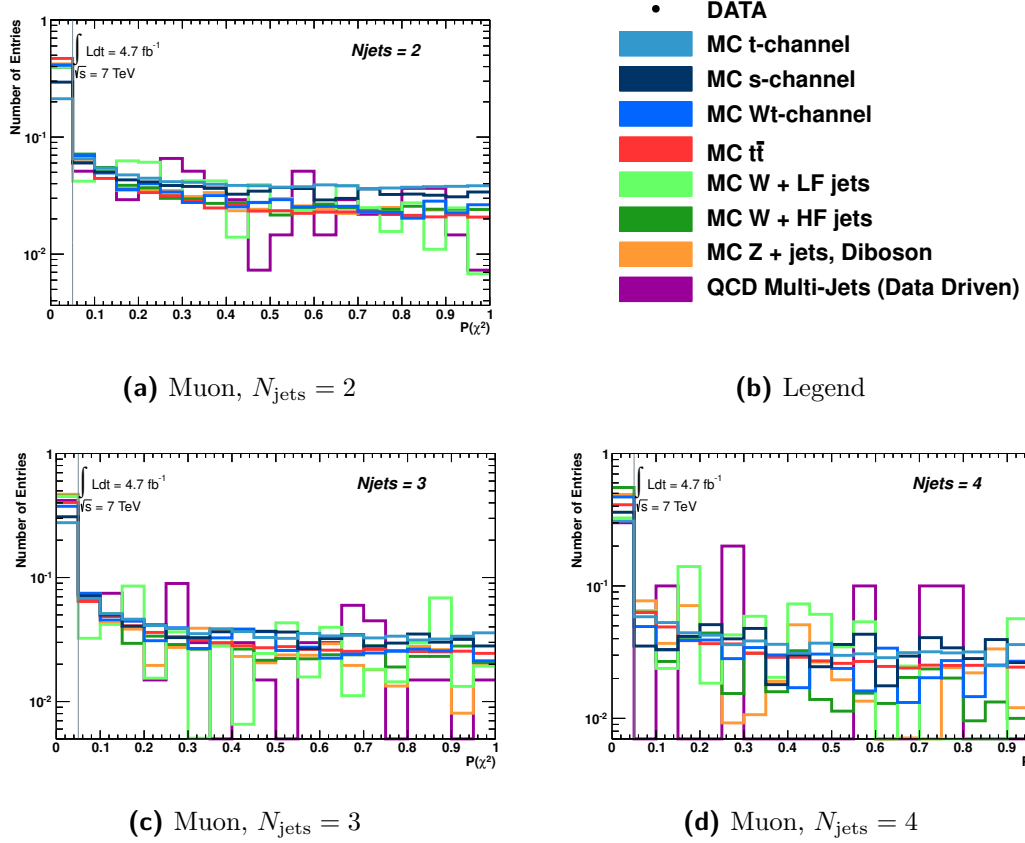 Number of Entries
1
10-1
10-2
∫ Ldt = 4.7 fb-1
√s = 7 TeV
Njets = 2
0 0.1 0.2 0.3 0.4 0.5 0.6 0.7 0.8 0.9 1
P(χ²)
DATA
MC t-channel
MC s-channel
MC Wt-channel
MC tt̄
MC W + LF jets
MC W + HF jets
MC Z + jets, Diboson
QCD Multi-Jets (Data Driven)
(a) Muon, Njets = 2
(b) Legend
Number of Entries
1
10-1
10-2
∫ Ldt = 4.7 fb-1
√s = 7 TeV
Njets = 3
0 0.1 0.2 0.3 0.4 0.5 0.6 0.7 0.8 0.9 1
P(χ²)
Number of Entries
1
10-1
10-2
∫ Ldt = 4.7 fb-1
√s = 7 TeV
Njets = 4
0 0.1 0.2 0.3 0.4 0.5 0.6 0.7 0.8 0.9
P
(c) Muon, Njets = 3
(d) Muon, Njets = 4